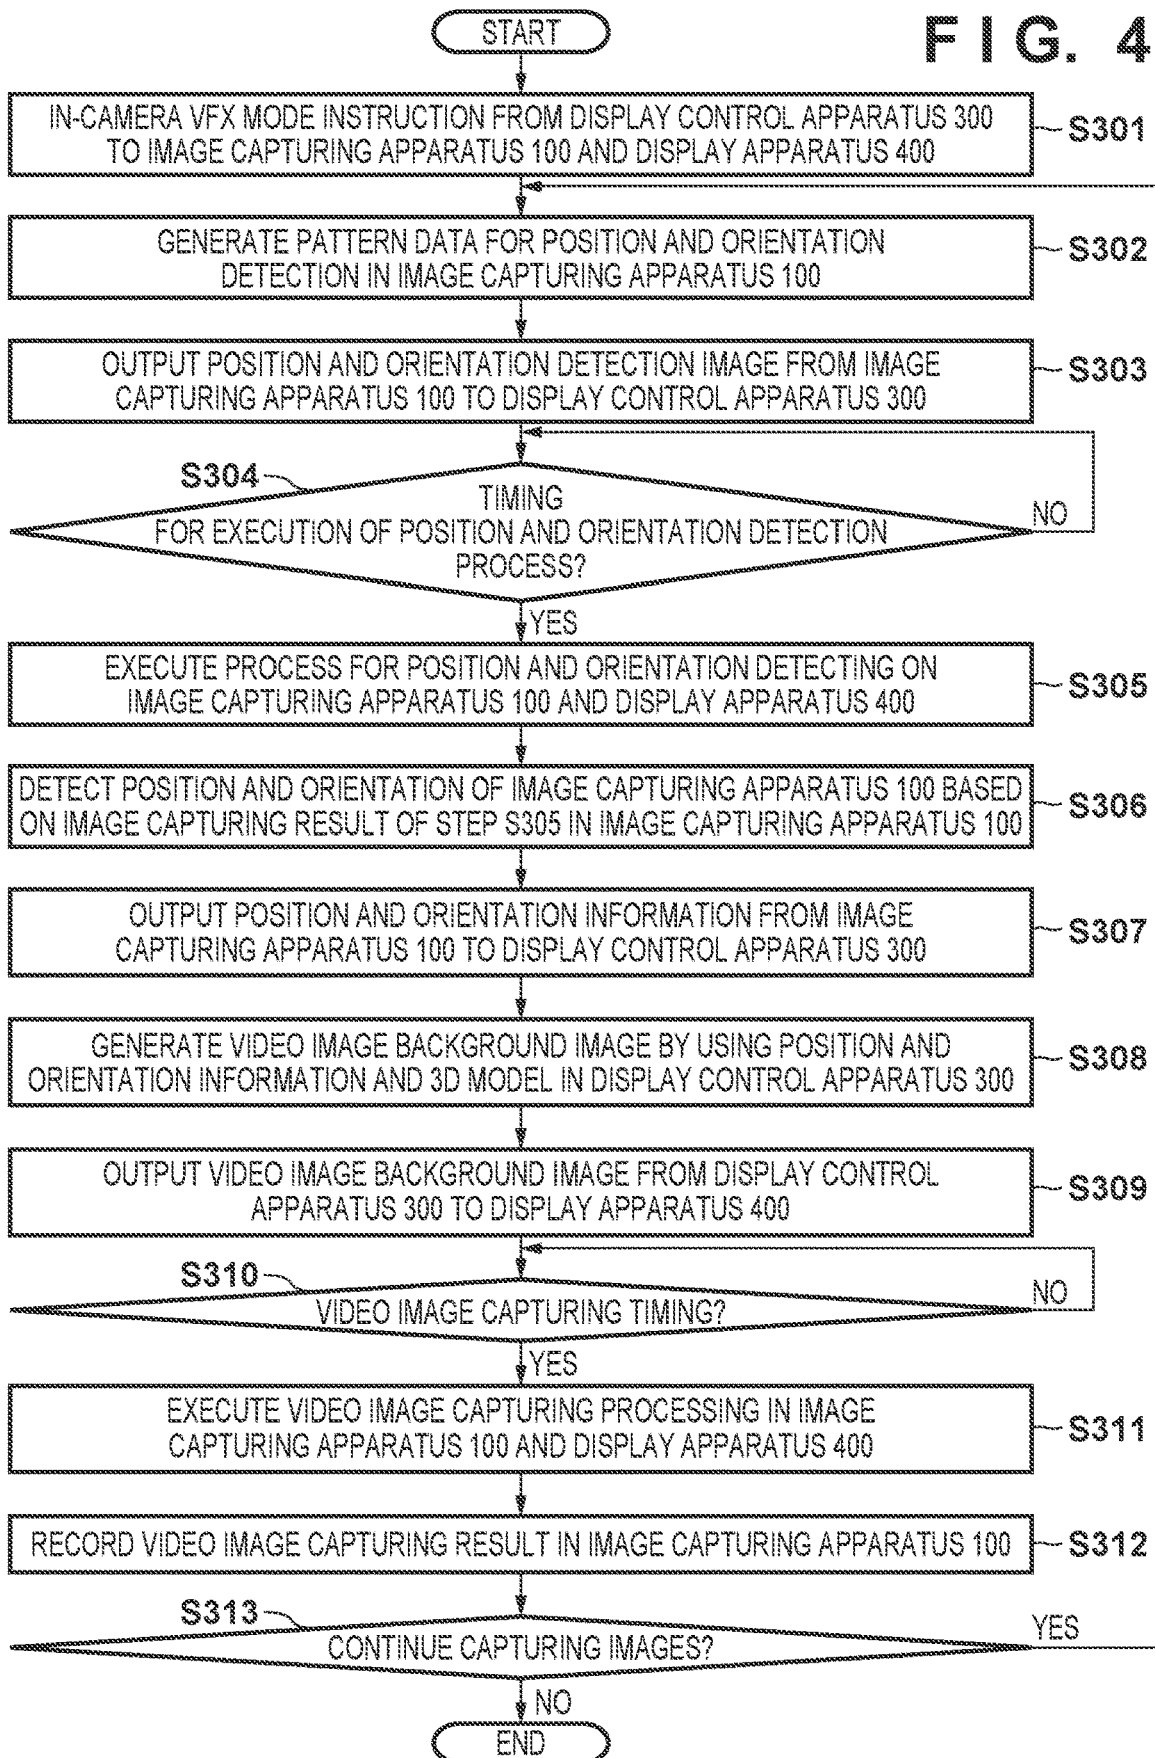 START
FIG. 4
IN-CAMERA VFX MODE INSTRUCTION FROM DISPLAY CONTROL APPARATUS 300
TO IMAGE CAPTURING APPARATUS 100 AND DISPLAY APPARATUS 400
S301
GENERATE PATTERN DATA FOR POSITION AND ORIENTATION
DETECTION IN IMAGE CAPTURING APPARATUS 100
S302
OUTPUT POSITION AND ORIENTATION DETECTION IMAGE FROM IMAGE
CAPTURING APPARATUS 100 TO DISPLAY CONTROL APPARATUS 300
S303
S304
TIMING
FOR EXECUTION OF POSITION AND ORIENTATION DETECTION
PROCESS?
NO
YES
EXECUTE PROCESS FOR POSITION AND ORIENTATION DETECTING ON
IMAGE CAPTURING APPARATUS 100 AND DISPLAY APPARATUS 400
S305
DETECT POSITION AND ORIENTATION OF IMAGE CAPTURING APPARATUS 100 BASED
ON IMAGE CAPTURING RESULT OF STEP S305 IN IMAGE CAPTURING APPARATUS 100
S306
OUTPUT POSITION AND ORIENTATION INFORMATION FROM IMAGE
CAPTURING APPARATUS 100 TO DISPLAY CONTROL APPARATUS 300
S307
GENERATE VIDEO IMAGE BACKGROUND IMAGE BY USING POSITION AND
ORIENTATION INFORMATION AND 3D MODEL IN DISPLAY CONTROL APPARATUS 300
S308
OUTPUT VIDEO IMAGE BACKGROUND IMAGE FROM DISPLAY CONTROL
APPARATUS 300 TO DISPLAY APPARATUS 400
S309
S310
VIDEO IMAGE CAPTURING TIMING?
NO
YES
EXECUTE VIDEO IMAGE CAPTURING PROCESSING IN IMAGE
CAPTURING APPARATUS 100 AND DISPLAY APPARATUS 400
S311
RECORD VIDEO IMAGE CAPTURING RESULT IN IMAGE CAPTURING APPARATUS 100
S312
S313
CONTINUE CAPTURING IMAGES?
YES
NO
END